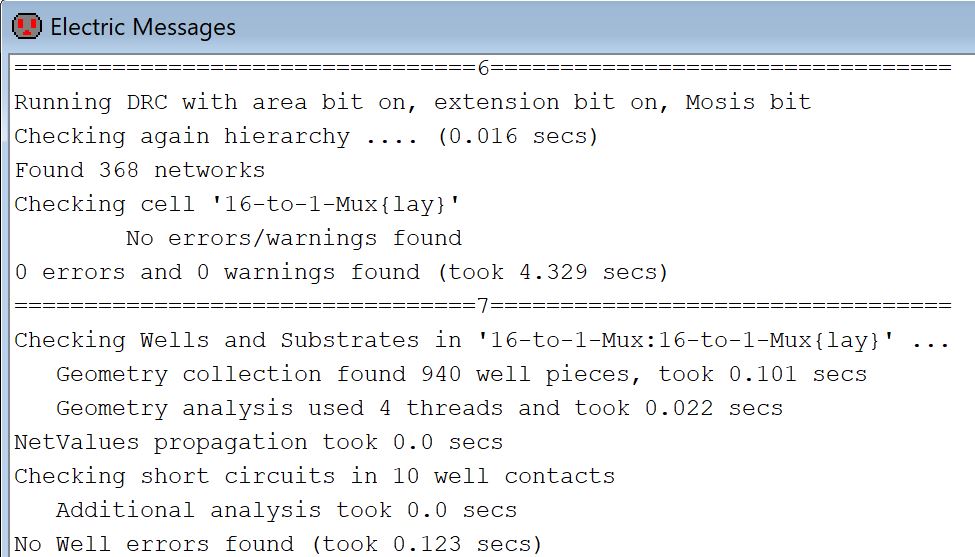 Electric Messages
=================================6=================================
Running DRC with area bit on, extension bit on, Mosis bit
Checking again hierarchy .... (0.016 secs)
Found 368 networks
Checking cell '16-to-1-Mux{lay}'
        No errors/warnings found
0 errors and 0 warnings found (took 4.329 secs)
=================================7=================================
Checking Wells and Substrates in '16-to-1-Mux:16-to-1-Mux{lay}' ...
   Geometry collection found 940 well pieces, took 0.101 secs
   Geometry analysis used 4 threads and took 0.022 secs
NetValues propagation took 0.0 secs
Checking short circuits in 10 well contacts
   Additional analysis took 0.0 secs
No Well errors found (took 0.123 secs)